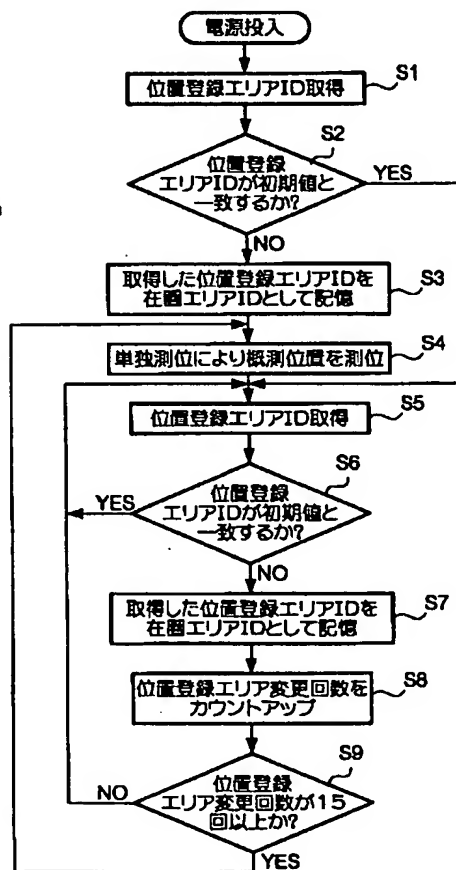 電源投入
S1
位置登録エリアID取得
S2
位置登録
エリアIDが初期値と
一致するか?
YES
NO
S3
取得した位置登録エリアIDを
在圏エリアIDとして記憶
S4
単独測位により概測位置を測位
S5
位置登録エリアID取得
S6
位置登録
エリアIDが初期値と
一致するか?
YES
NO
S7
取得した位置登録エリアIDを
在圏エリアIDとして記憶
S8
位置登録エリア変更回数を
カウントアップ
S9
位置登録
エリア変更回数が15
回以上か?
NO
YES